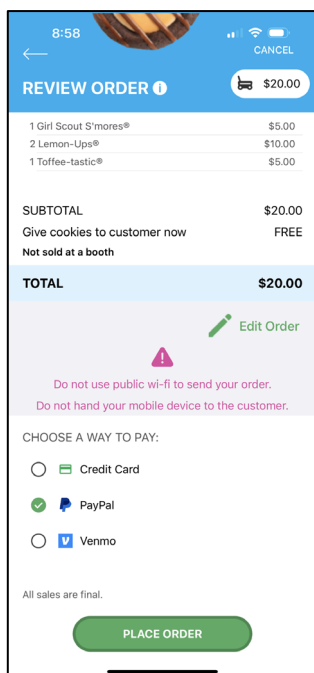 8:58
CANCEL
REVIEW ORDER
$20.00
1 Girl Scout S'mores® $5.00
2 Lemon-Ups® $10.00
1 Toffee-tastic® $5.00
SUBTOTAL $20.00
Give cookies to customer now FREE
Not sold at a booth
TOTAL $20.00
Edit Order
Do not use public wi-fi to send your order.
Do not hand your mobile device to the customer.
CHOOSE A WAY TO PAY:
Credit Card
PayPal
Venmo
All sales are final.
PLACE ORDER